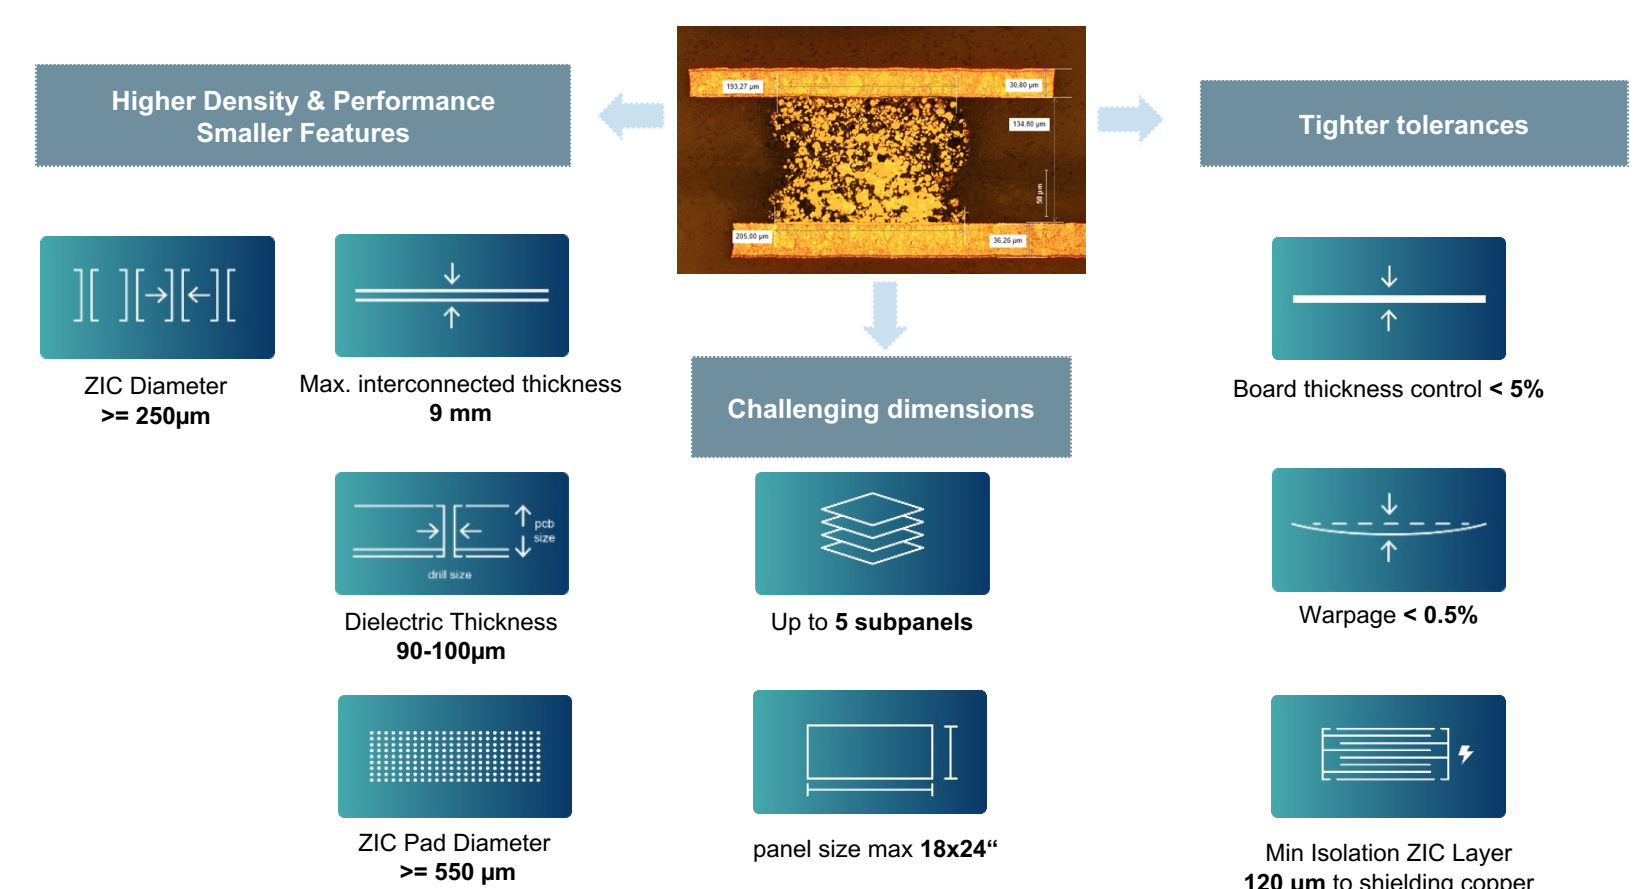 Higher Density & Performance
Smaller Features
193,27 µm
30,80 µm
134,80 µm
50 µm
205,00 µm
36,26 µm
Tighter tolerances
ZIC Diameter
>= 250µm
Max. interconnected thickness
9 mm
pcb
size
drill size
Dielectric Thickness
90-100µm
ZIC Pad Diameter
>= 550 µm
Challenging dimensions
Up to 5 subpanels
panel size max 18x24“
Board thickness control < 5%
Warpage < 0.5%
Min Isolation ZIC Layer
120 µm to shielding copper